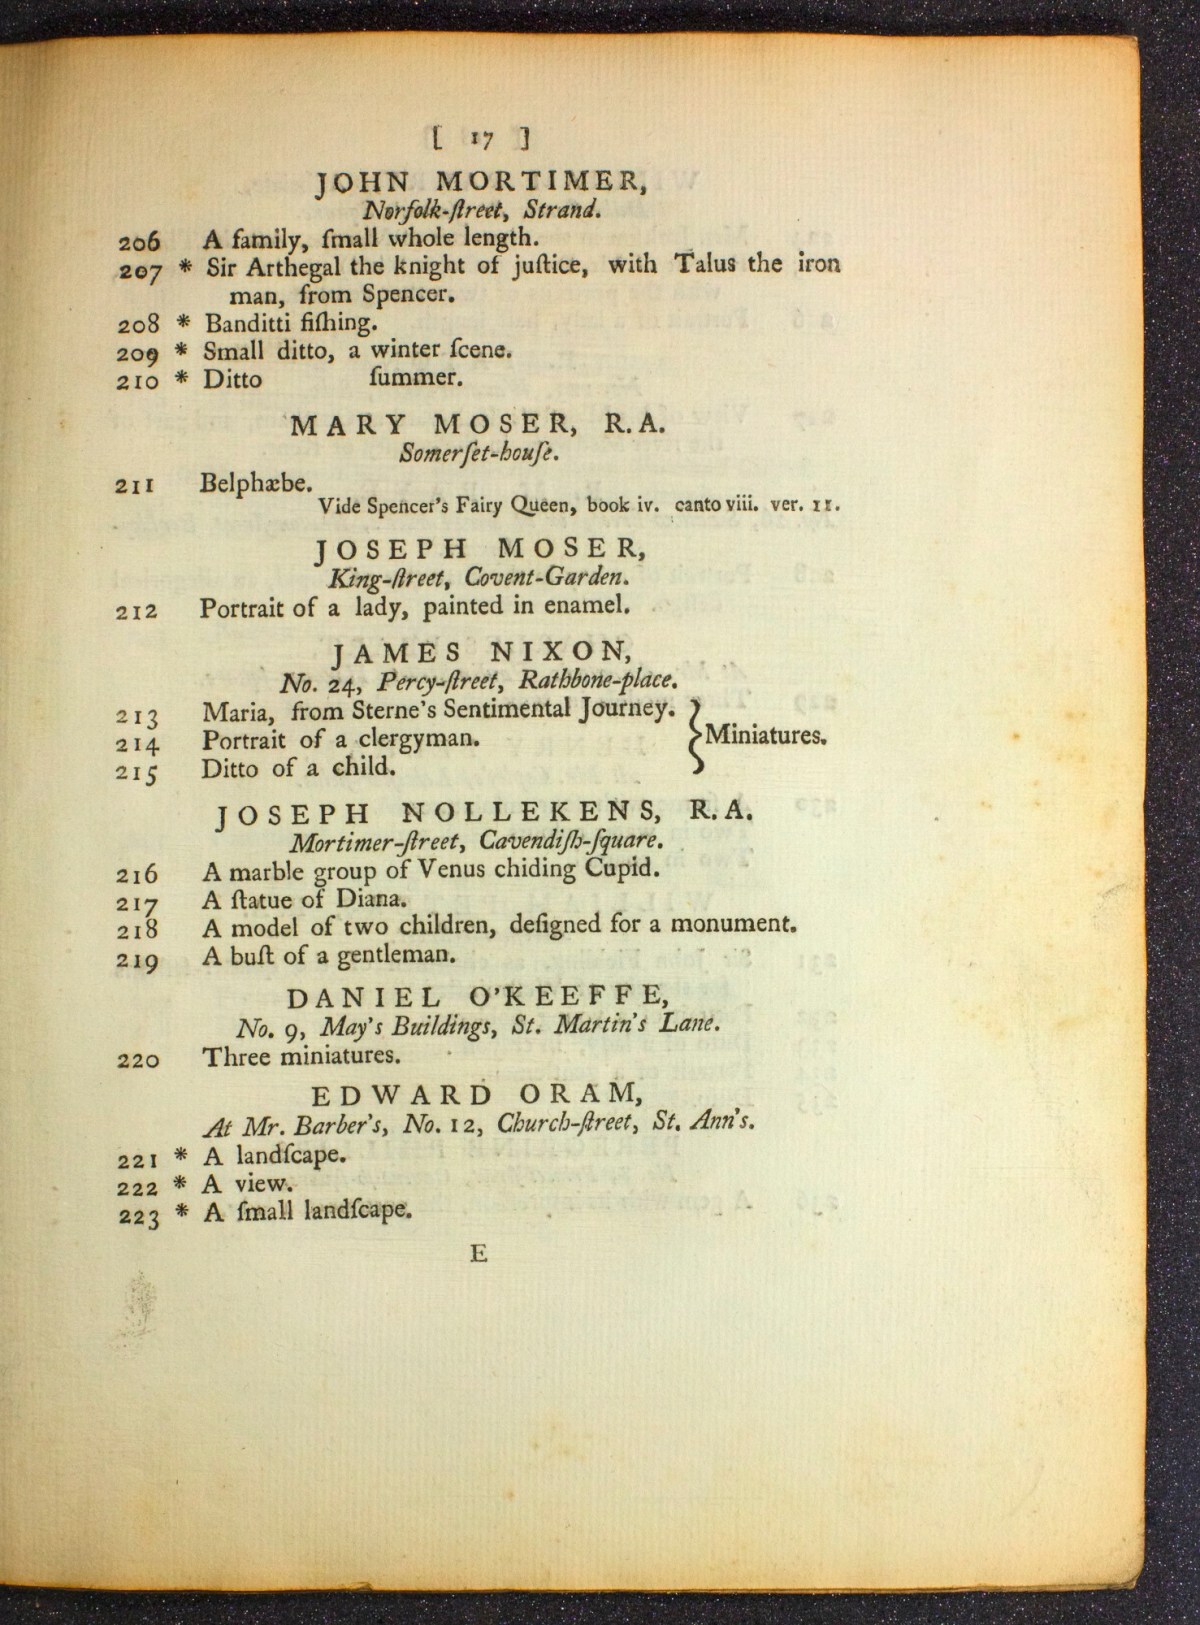 [ 17 ]
JOHN MORTIMER,
Norfolk-ſtreet, Strand.
206 A family, ſmall whole length.
207 * Sir Arthegal the knight of juſtice, with Talus the iron
man, from Spencer.
208 * Banditti fiſhing.
209 * Small ditto, a winter ſcene.
210 * Ditto ſummer.
MARY MOSER, R.A.
Somerſet-houſe.
211 Belphæbe.
Vide Spencer's Fairy Queen, book iv. canto viii. ver. 11.
JOSEPH MOSER,
King-ſtreet, Covent-Garden.
212 Portrait of a lady, painted in enamel.
JAMES NIXON,
No. 24, Percy-ſtreet, Rathbone-place.
213 Maria, from Sterne's Sentimental Journey.
214 Portrait of a clergyman. } Miniatures.
215 Ditto of a child.
JOSEPH NOLLEKENS, R.A.
Mortimer-ſtreet, Cavendiſh-ſquare.
216 A marble group of Venus chiding Cupid.
217 A ſtatue of Diana.
218 A model of two children, deſigned for a monument.
219 A buſt of a gentleman.
DANIEL O'KEEFFE,
No. 9, May's Buildings, St. Martin's Lane.
220 Three miniatures.
EDWARD ORAM,
At Mr. Barber's, No. 12, Church-ſtreet, St. Ann's.
221 * A landſcape.
222 * A view.
223 * A ſmall landſcape.
E